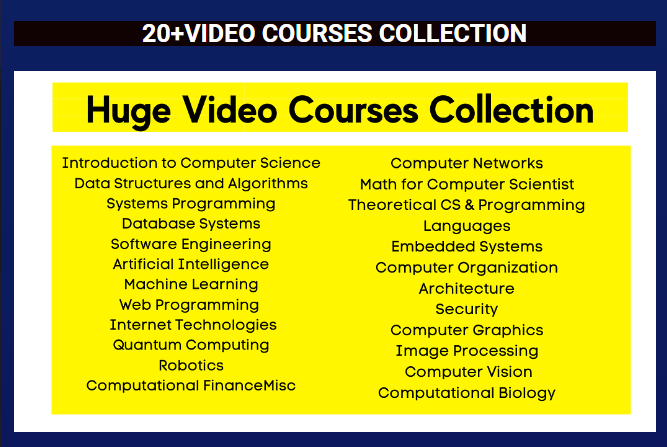 20+VIDEO COURSES COLLECTION
Huge Video Courses Collection
Introduction to Computer Science
Data Structures and Algorithms
Systems Programming
Database Systems
Software Engineering
Artificial Intelligence
Machine Learning
Web Programming
Internet Technologies
Quantum Computing
Robotics
Computational FinanceMisc
Computer Networks
Math for Computer Scientist
Theoretical CS & Programming
Languages
Embedded Systems
Computer Organization
Architecture
Security
Computer Graphics
Image Processing
Computer Vision
Computational Biology